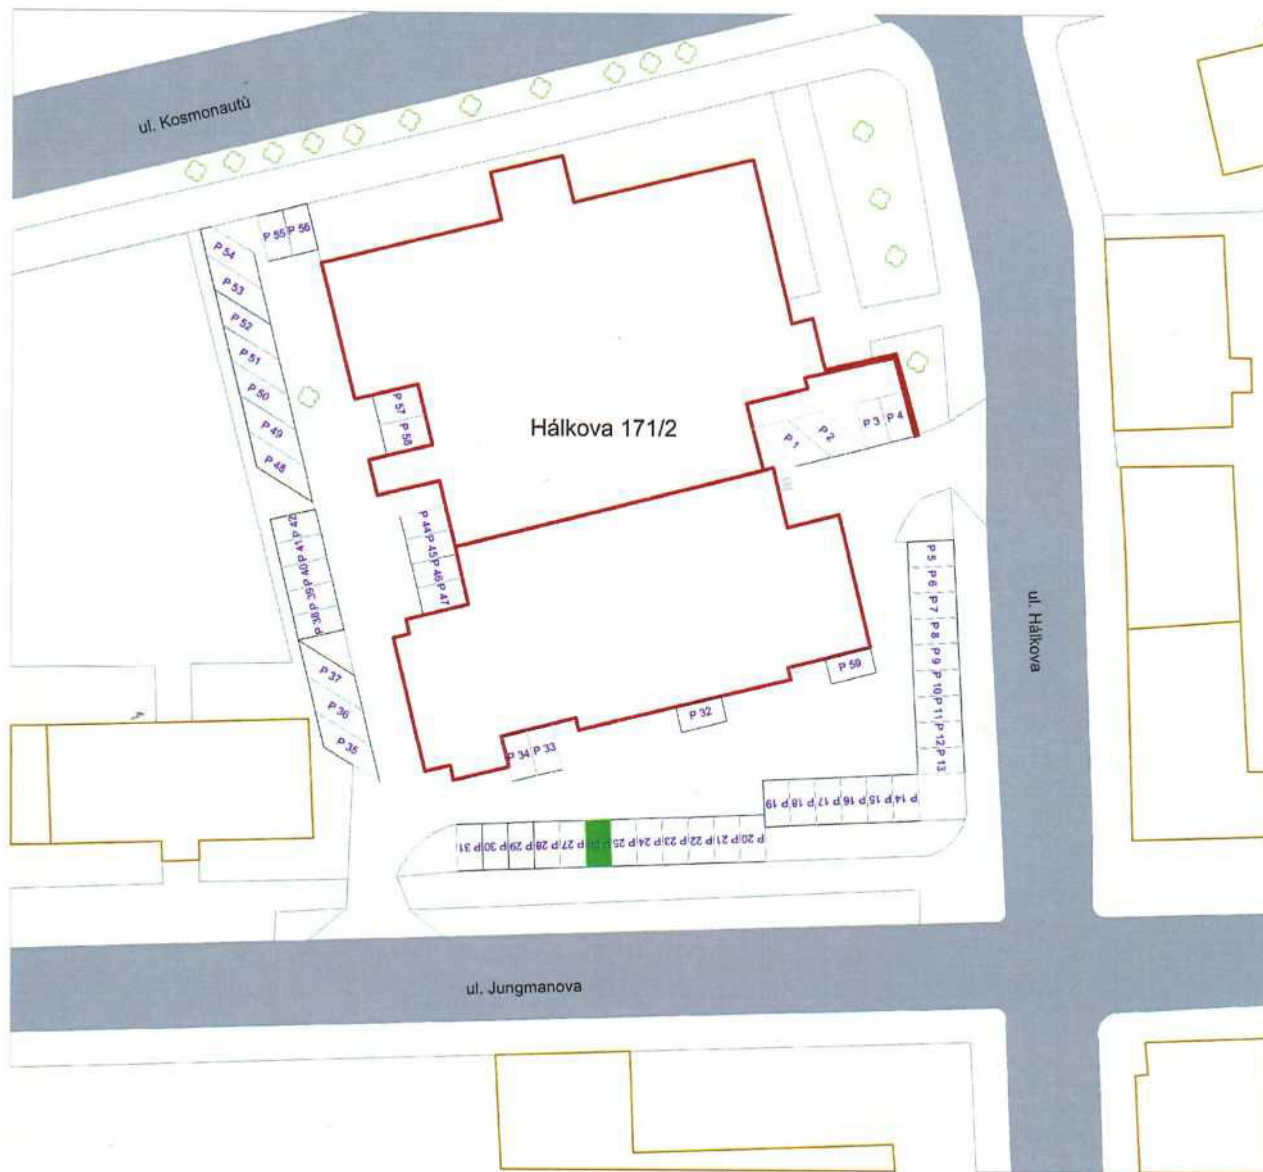 ul. Kosmonautů
P 55
P 56
P 54
P 53
P 52
P 51
P 50
P 49
P 48
P 57
P 58
Hálkova 171/2
P 1
P 2
P 3
P 4
P 42
P 41
P 40
P 39
P 38
P 44
P 45
P 46
P 47
P 37
P 36
P 35
P 5
P 6
P 7
P 8
P 9
P 10
P 11
P 12
P 13
ul. Hálkova
P 59
P 32
P 34
P 33
P 19
P 18
P 17
P 16
P 15
P 14
P 31
P 30
P 29
P 28
P 27
P 25
P 24
P 23
P 22
P 21
P 20
ul. Jungmanova